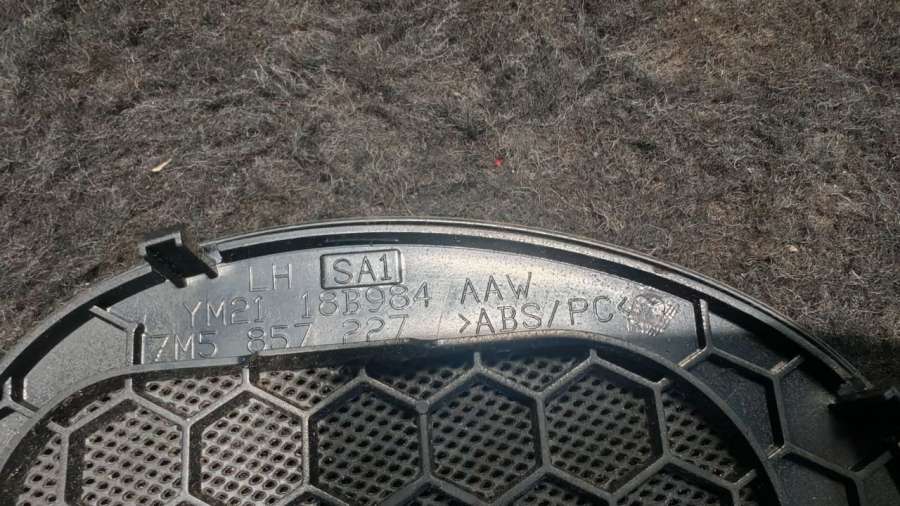 LH SA1
YM21 18B984 AAW
7M5 857 227 >ABS/PC<